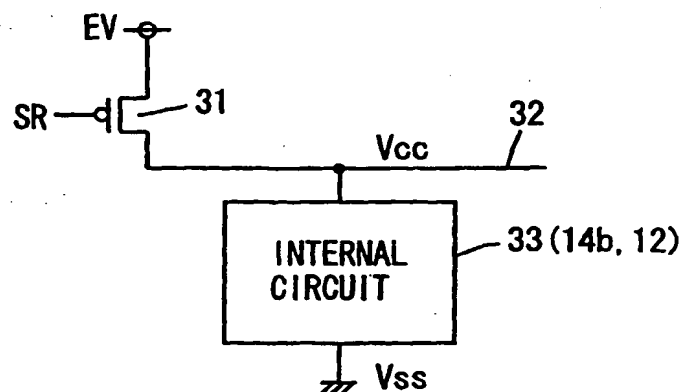 EV
SR
31
32
Vcc
INTERNAL
CIRCUIT
33(14b, 12)
Vss